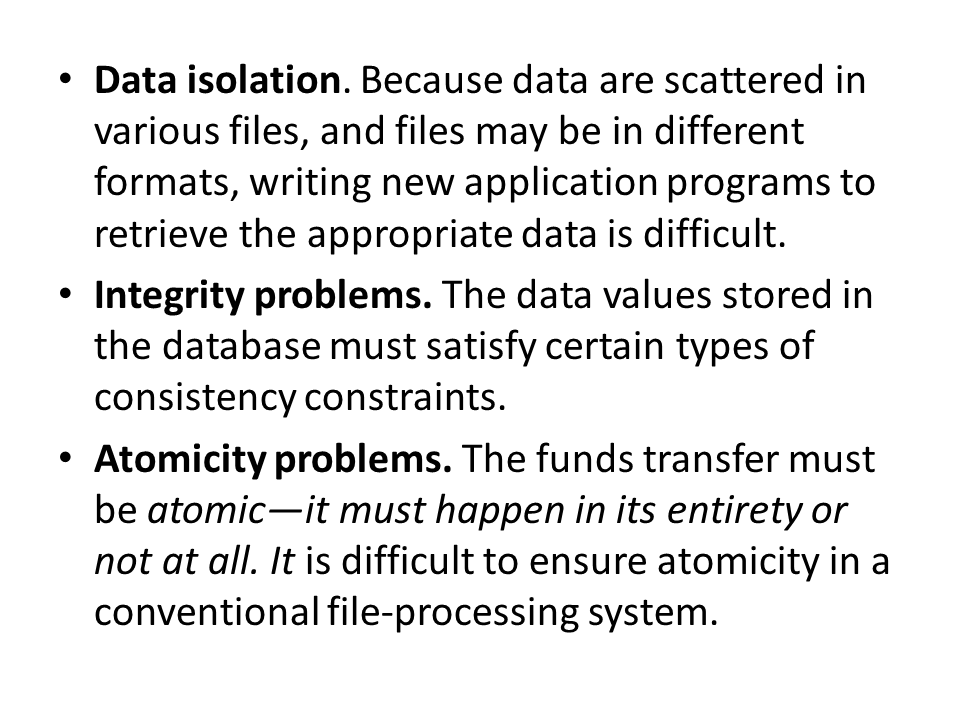 • Data isolation. Because data are scattered in
various files, and files may be in different
formats, writing new application programs to
retrieve the appropriate data is difficult.
• Integrity problems. The data values stored in
the database must satisfy certain types of
consistency constraints.
• Atomicity problems. The funds transfer must
be atomic—it must happen in its entirety or
not at all. It is difficult to ensure atomicity in a
conventional file-processing system.